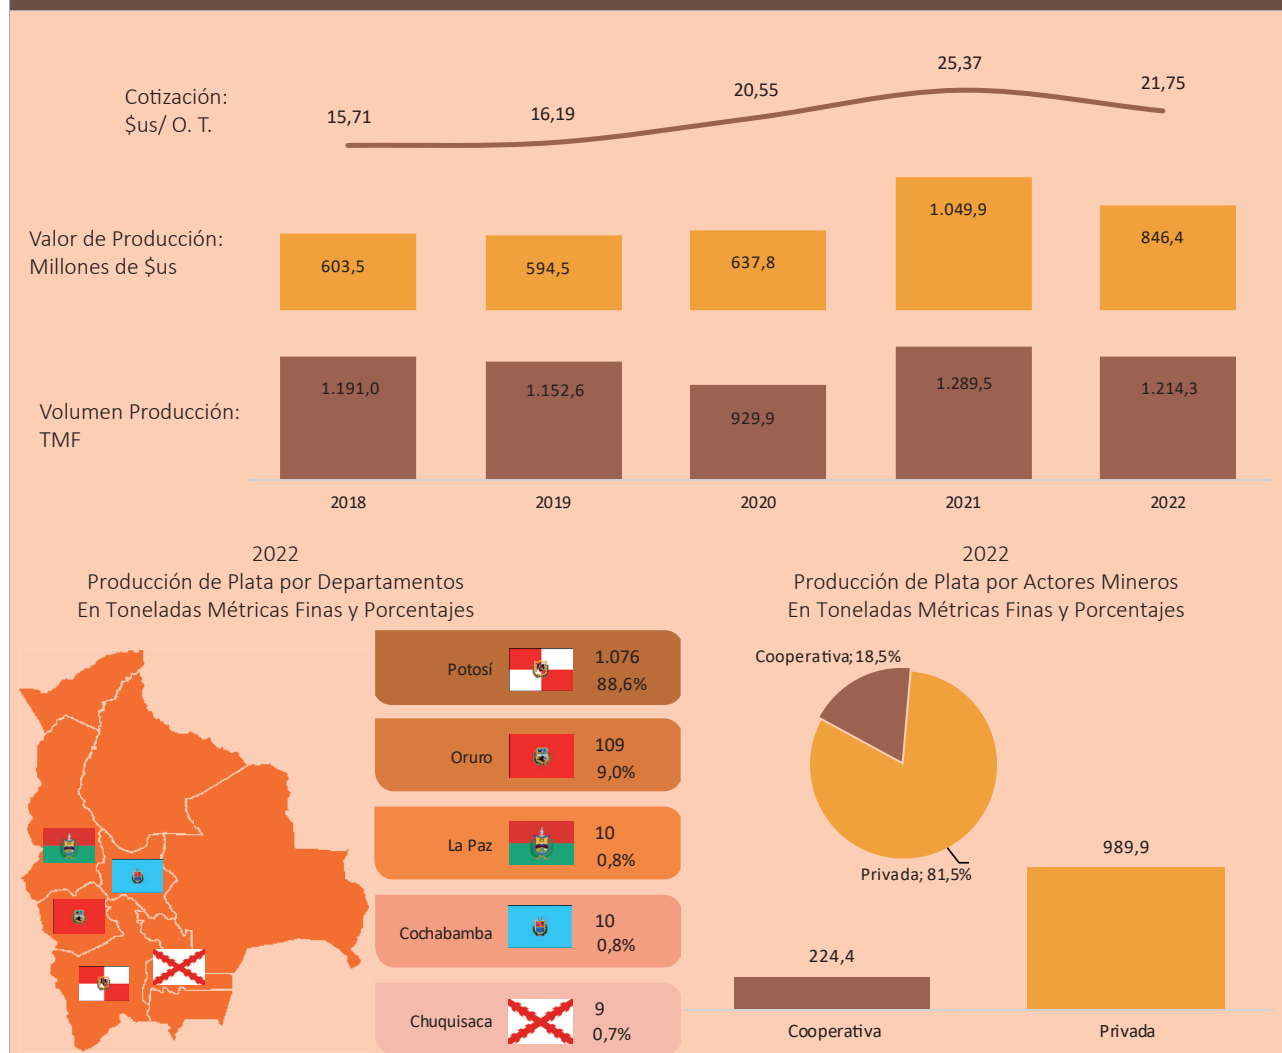 Cotización:
$us/ O. T.
15,71
16,19
20,55
25,37
21,75
Valor de Producción:
Millones de $us
603,5
594,5
637,8
1.049,9
846,4
Volumen Producción:
TMF
1.191,0
1.152,6
929,9
1.289,5
1.214,3
2018
2019
2020
2021
2022
2022
Producción de Plata por Departamentos
En Toneladas Métricas Finas y Porcentajes
Potosí
1.076
88,6%
Oruro
109
9,0%
La Paz
10
0,8%
Cochabamba
10
0,8%
Chuquisaca
9
0,7%
2022
Producción de Plata por Actores Mineros
En Toneladas Métricas Finas y Porcentajes
Cooperativa; 18,5%
Privada; 81,5%
224,4
989,9
Cooperativa
Privada